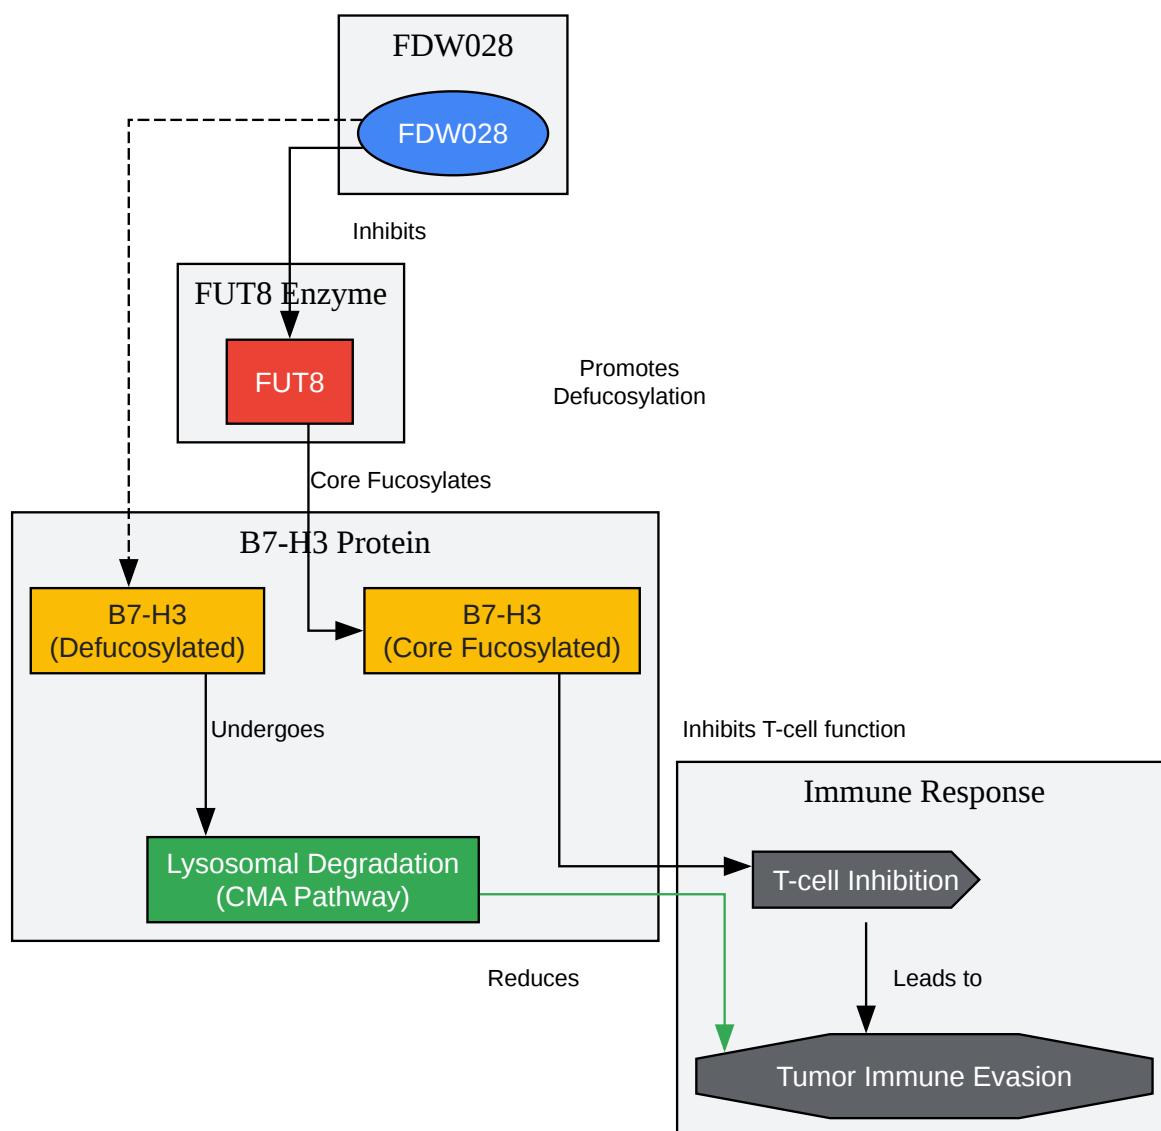 FDW028
FDW028
Inhibits
FUT8 Enzyme
FUT8
Promotes
Defucosylation
Core Fucosylates
B7-H3 Protein
B7-H3
(Defucosylated)
B7-H3
(Core Fucosylated)
Undergoes
Inhibits T-cell function
Immune Response
Lysosomal Degradation
(CMA Pathway)
T-cell Inhibition
Reduces
Leads to
Tumor Immune Evasion